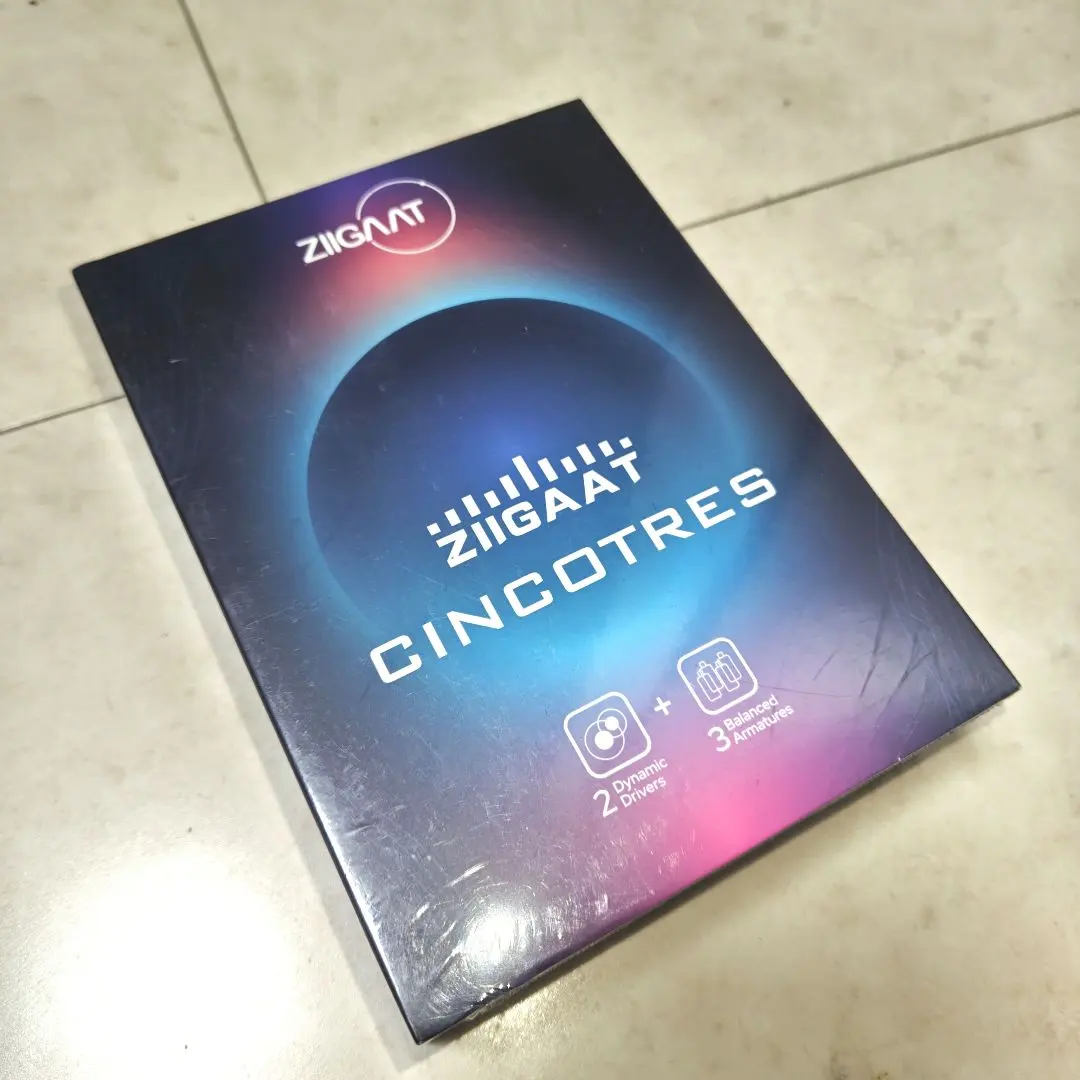 ZIIGAAT
ZIIGAAT
CINCOTRES
2 Dynamic Drivers
+
3 Balanced Armatures